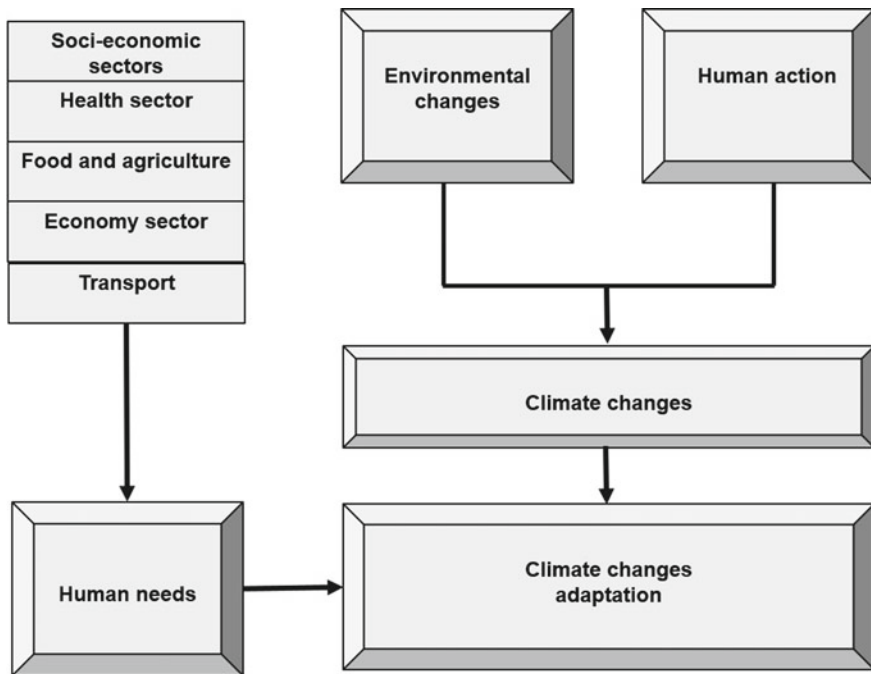 Soci-economic
sectors
Health sector
Food and agriculture
Economy sector
Transport
Environmental
changes
Human action
Climate changes
Human needs
Climate changes
adaptation